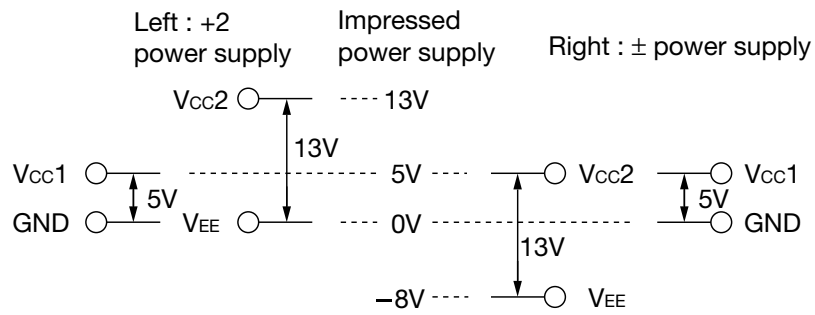 Left : +2
power supply
Impressed
power supply
Right : ± power supply
VCC2
13V
13V
VCC1
5V
5V
VCC2
VCC1
5V
GND
VEE
0V
GND
13V
−8V
VEE